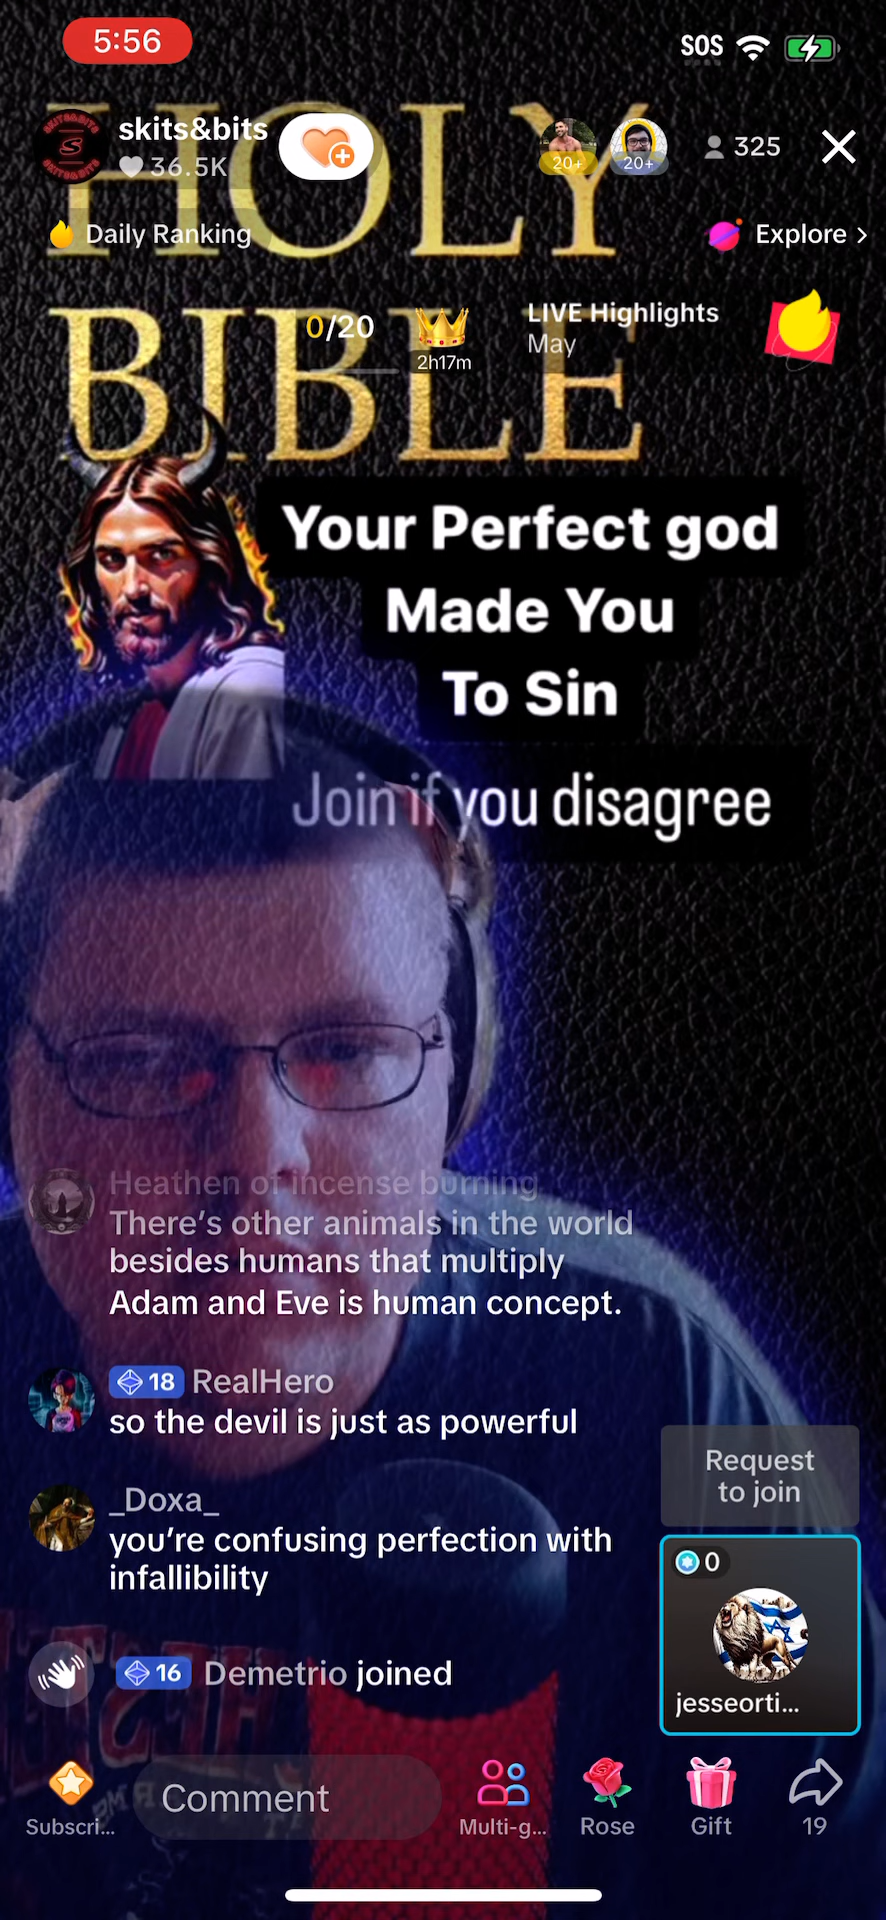 5:56
SOS
HOLY
BIBLE
skits&bits
36.5K
20+
20+
325
Daily Ranking
Explore >
0/20
2h17m
LIVE Highlights
May
Your Perfect god
Made You
To Sin
Join if you disagree
Heathen of incense burning
There's other animals in the world
besides humans that multiply
Adam and Eve is human concept.
18 RealHero
so the devil is just as powerful
_Doxa_
you're confusing perfection with
infallibility
16 Demetrio joined
Request
to join
0
jesseorti...
Subscri...
Comment
Multi-g...
Rose
Gift
19